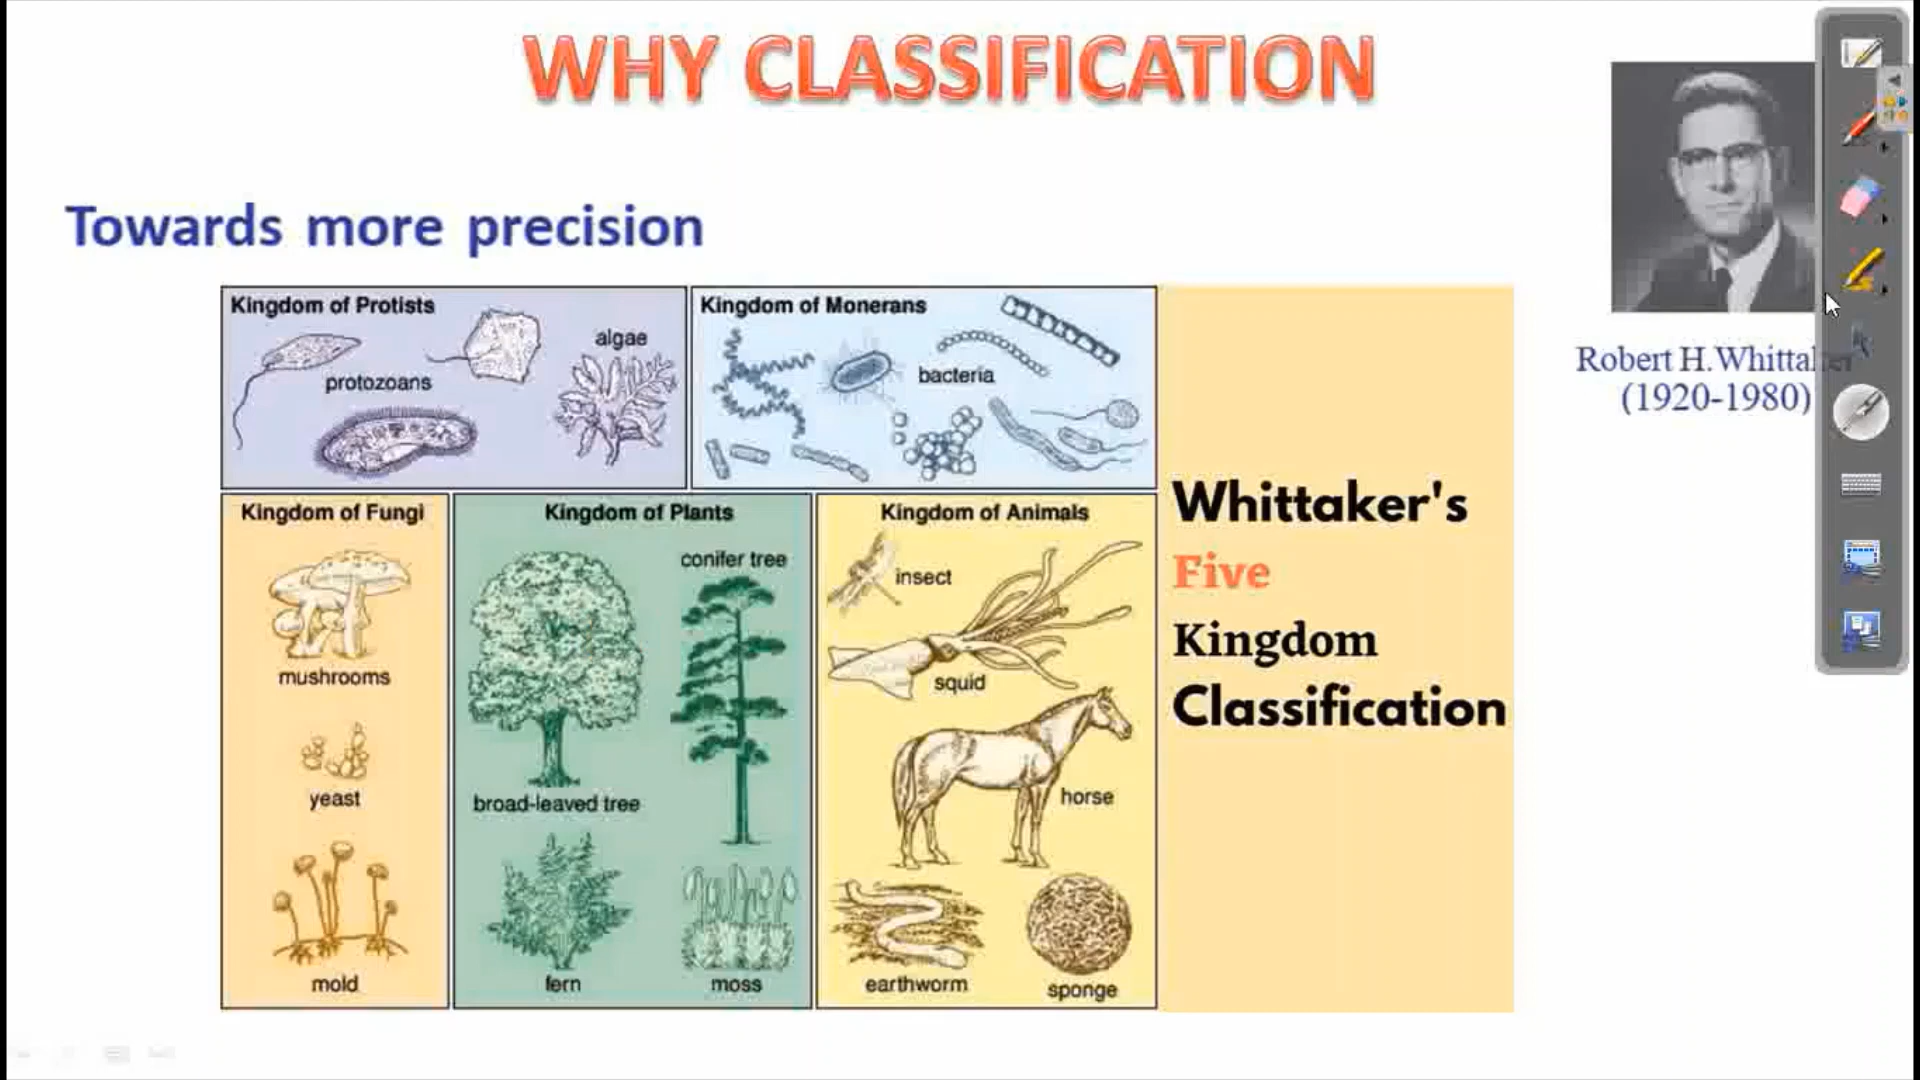 WHY CLASSIFICATION
Towards more precision
Kingdom of Protists
protozoans
algae
Kingdom of Monerans
bacteria
Kingdom of Fungi
mushrooms
yeast
mold
Kingdom of Plants
conifer tree
broad-leaved tree
fern
moss
Kingdom of Animals
insect
squid
horse
earthworm
sponge
Whittaker's
Five
Kingdom
Classification
Robert H.Whittaker
(1920-1980)